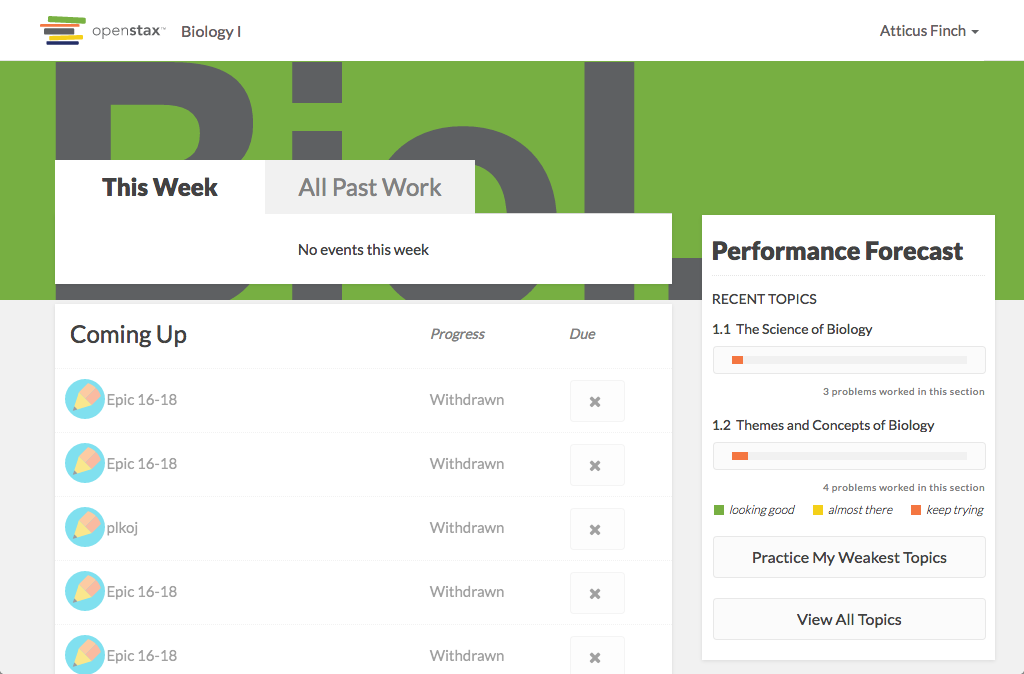 openstax™ Biology I
Atticus Finch
Biol.
This Week
All Past Work
No events this week
Coming Up
Progress
Due
Epic 16-18
Withdrawn
Epic 16-18
Withdrawn
plkoj
Withdrawn
Epic 16-18
Withdrawn
Epic 16-18
Withdrawn
Performance Forecast
RECENT TOPICS
1.1 The Science of Biology
3 problems worked in this section
1.2 Themes and Concepts of Biology
4 problems worked in this section
looking good almost there keep trying
Practice My Weakest Topics
View All Topics